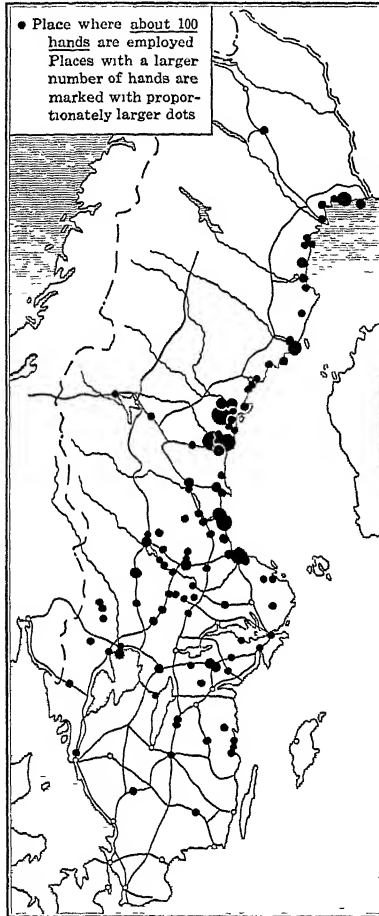 • Place where about 100
hands are employed
Places with a larger
number of hands are
marked with propor-
tionately larger dots